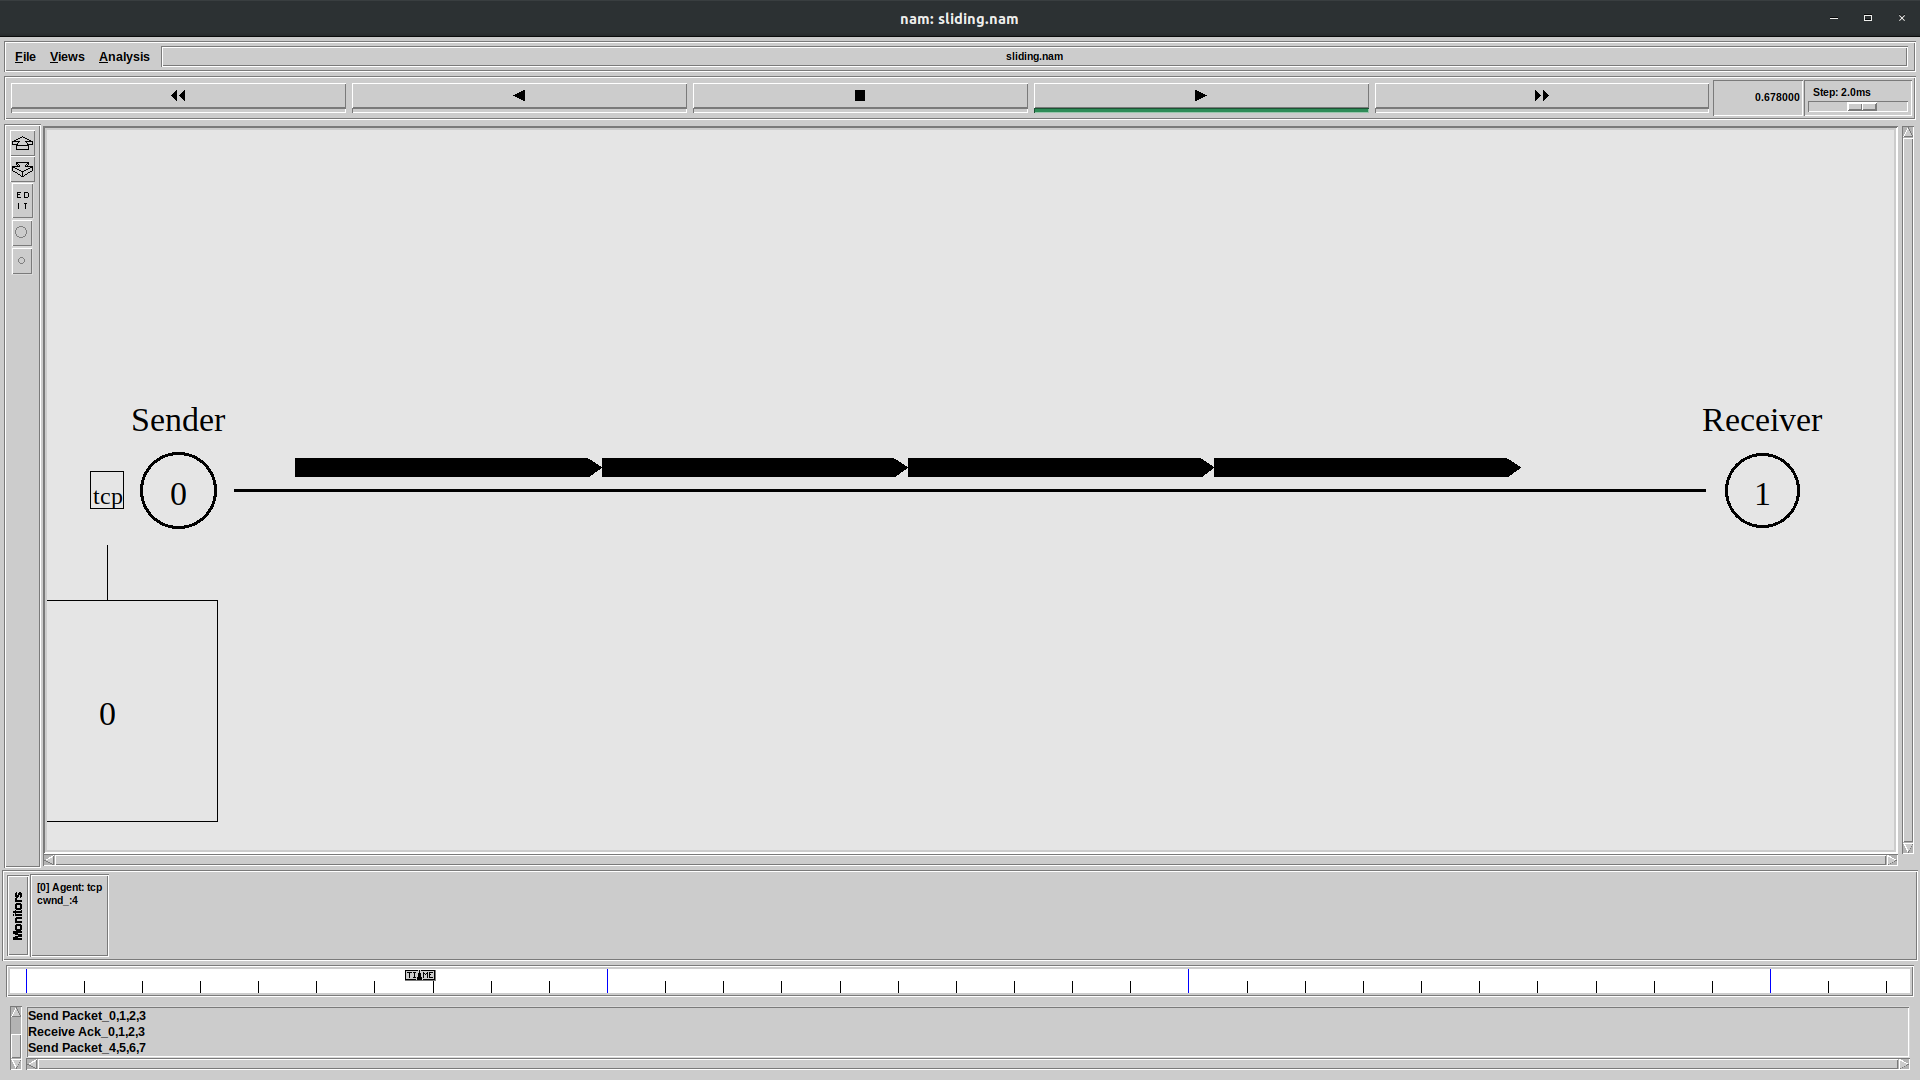 nam: sliding.nam
File Views Analysis sliding.nam
0.678000 Step: 2.0ms
ED
IT
Sender Receiver
tcp 0 1
0
Monitors
[0] Agent: tcp
cwnd_:4
TIME
Send Packet_0,1,2,3
Receive Ack_0,1,2,3
Send Packet_4,5,6,7